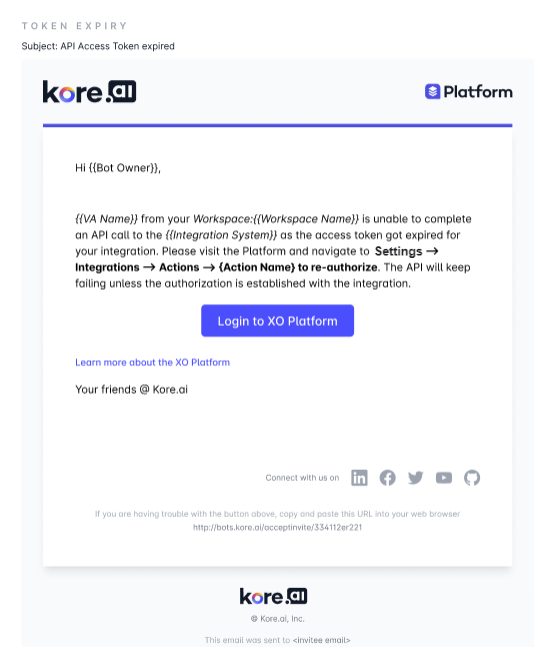 TOKEN EXPIRY
Subject: API Access Token expired
kore.ai
Platform
Hi {{Bot Owner}},
{{VA Name}} from your Workspace:{{Workspace Name}} is unable to complete
an API call to the {{Integration System}} as the access token got expired for
your integration. Please visit the Platform and navigate to Settings →
Integrations → Actions → {Action Name} to re-authorize. The API will keep
failing unless the authorization is established with the integration.
Login to XO Platform
Learn more about the XO Platform
Your friends @ Kore.ai
Connect with us on
If you are having trouble with the button above, copy and paste this URL into your web browser
http://bots.kore.ai/acceptinvite/334112er221
kore.ai
© Kore.ai, Inc.
This email was sent to <invitee email>